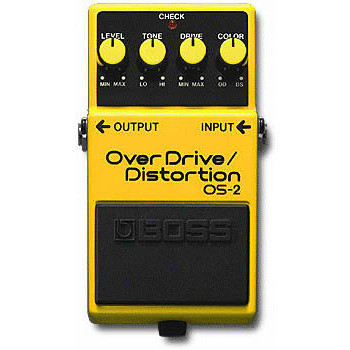 CHECK
LEVEL TONE DRIVE COLOR
MIN MAX LO HI MIN MAX OD DS
←OUTPUT INPUT←
Over Drive/
Distortion
OS-2
BOSS